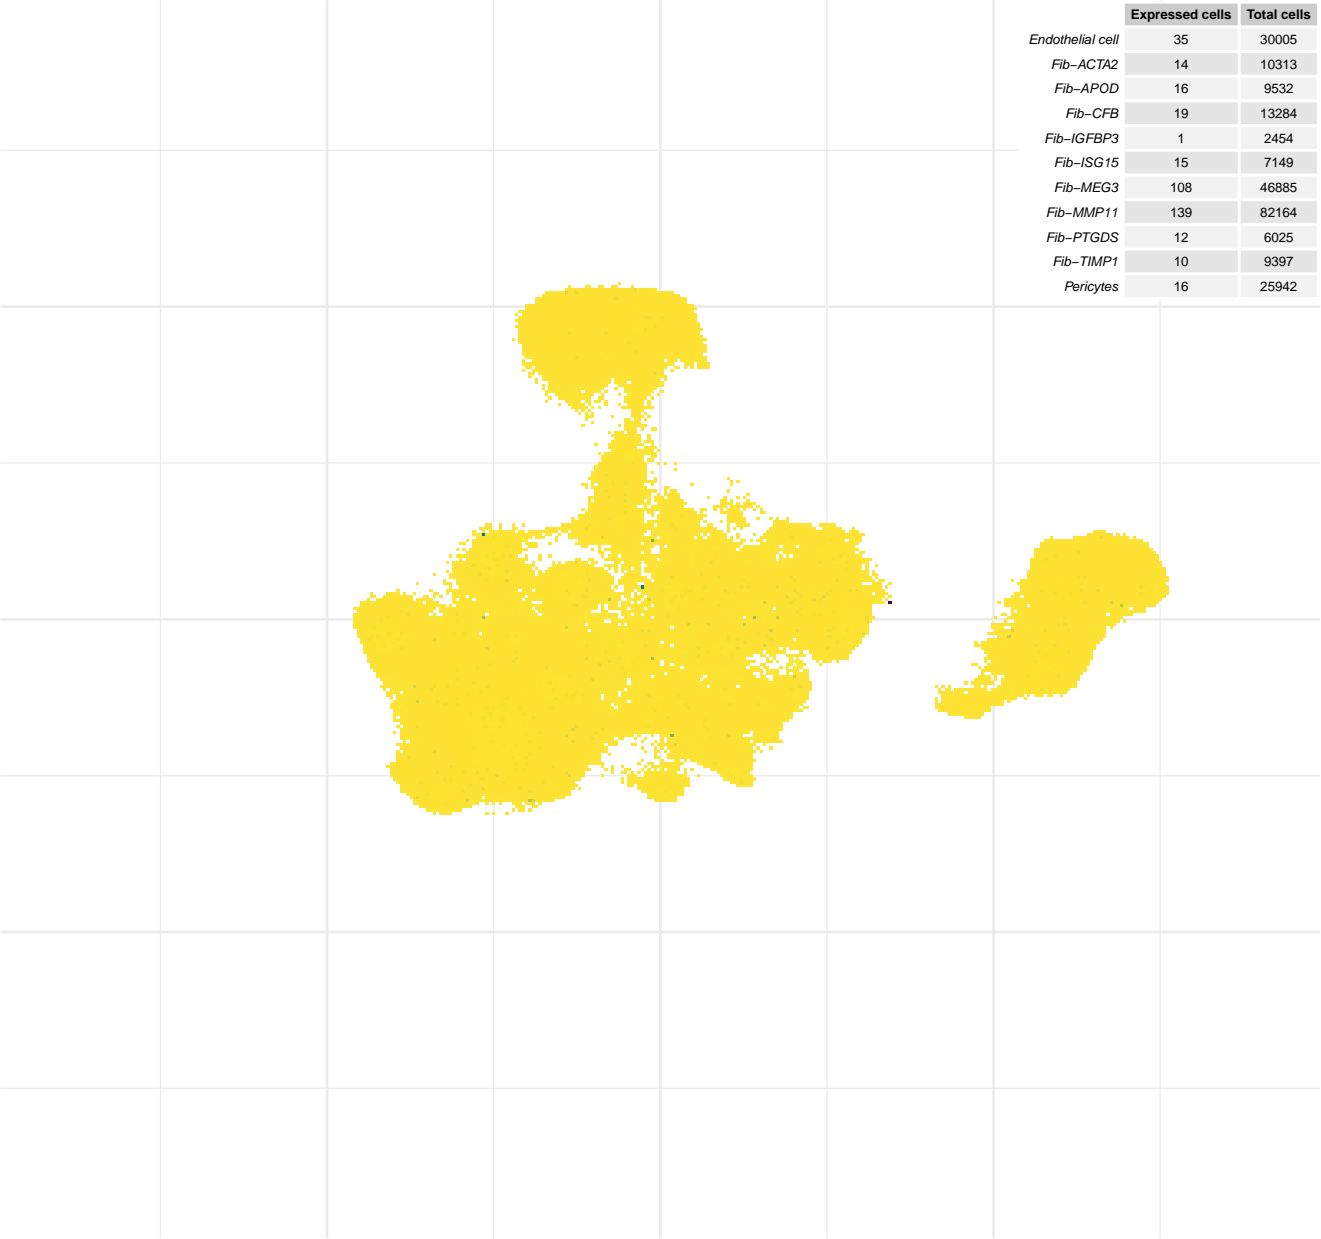 Expressed cells Total cells
Endothelial cell 35 30005
Fib−ACTA2 14 10313
Fib−APOD 16 9532
Fib−CFB 19 13284
Fib−IGFBP3 1 2454
Fib−ISG15 15 7149
Fib−MEG3 108 46885
Fib−MMP11 139 82164
Fib−PTGDS 12 6025
Fib−TIMP1 10 9397
Pericytes 16 25942